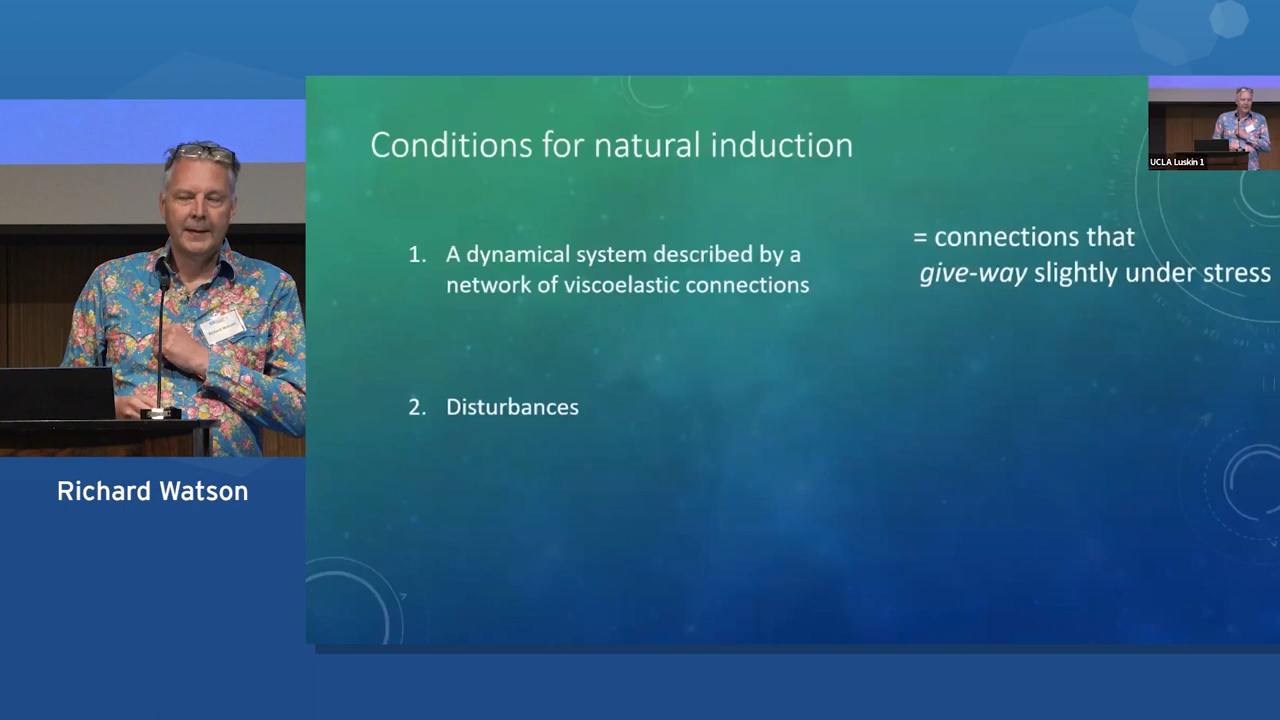 Conditions for natural induction
1. A dynamical system described by a
network of viscoelastic connections
= connections that
give-way slightly under stress
2. Disturbances
UCLA Luskin 1
Richard Watson